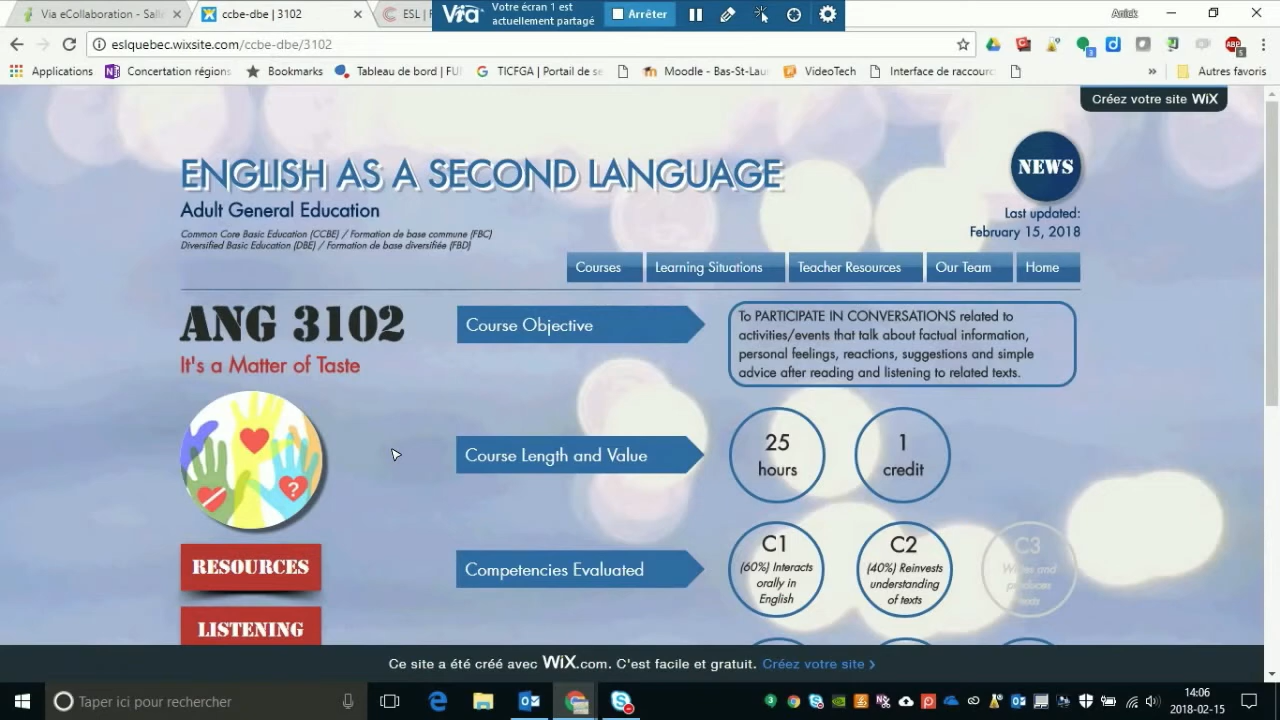 Via eCollaboration - Sall
ccbe-dbe | 3102
ESL | F
Via
Votre écran 1 est
actuellement partagé
Arrêter
Anick
eslquebec.wixsite.com/ccbe-dbe/3102
Applications
Concertation régions
Bookmarks
Tableau de bord | FU
TICFGA | Portail de se
Moodle - Bas-St-Lau
VideoTech
Interface de raccourc
»
Autres favoris
Créez votre site WiX
ENGLISH AS A SECOND LANGUAGE
NEWS
Adult General Education
Last updated:
February 15, 2018
Common Core Basic Education (CCBE) / Formation de base commune (FBC)
Diversified Basic Education (DBE) / Formation de base diversifiée (FBD)
Courses
Learning Situations
Teacher Resources
Our Team
Home
ANG 3102
It's a Matter of Taste
Course Objective
To PARTICIPATE IN CONVERSATIONS related to
activities/events that talk about factual information,
personal feelings, reactions, suggestions and simple
advice after reading and listening to related texts.
?
Course Length and Value
25
hours
1
credit
Competencies Evaluated
C1
(60%) Interacts
orally in
English
C2
(40%) Reinvests
understanding
of texts
C3
Writes and
produces
texts
RESOURCES
LISTENING
Ce site a été créé avec WiX.com. C'est facile et gratuit. Créez votre site >
Taper ici pour rechercher
14:06
2018-02-15